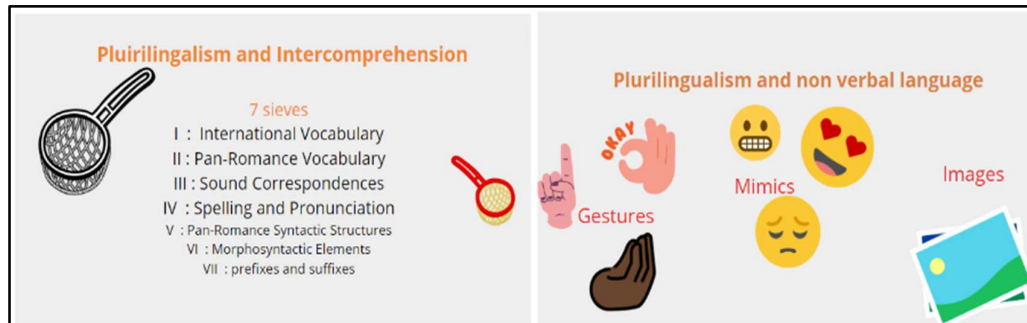 Pluirilingalism and Intercomprehension
7 sieves
I : International Vocabulary
II : Pan-Romance Vocabulary
III : Sound Correspondences
IV : Spelling and Pronunciation
V : Pan-Romance Syntactic Structures
VI : Morphosyntactic Elements
VII : prefixes and suffixes
Plurilingualism and non verbal language
OKAY
Gestures
Mimics
Images